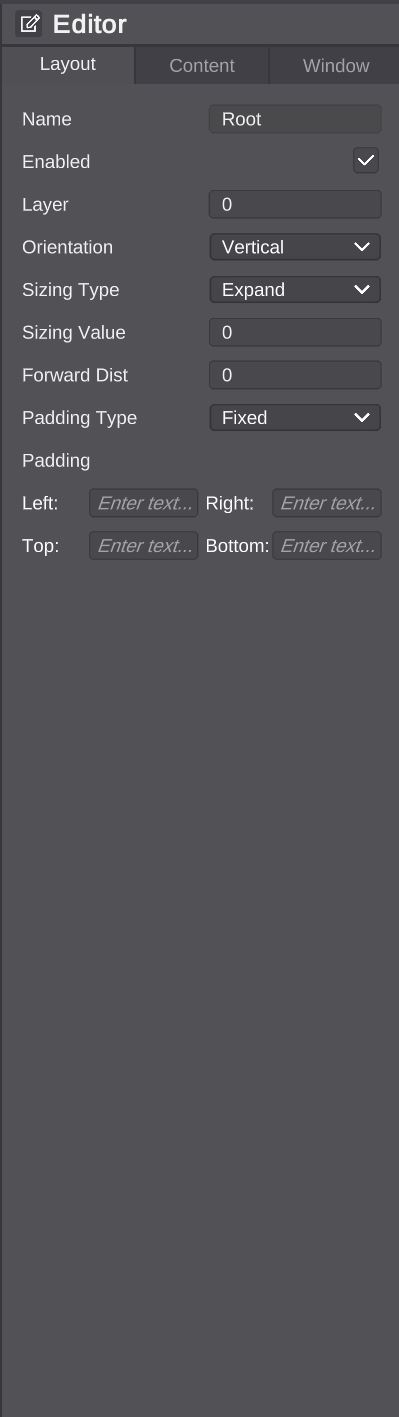 Editor
Layout Content Window
Name Root
Enabled
Layer 0
Orientation Vertical
Sizing Type Expand
Sizing Value 0
Forward Dist 0
Padding Type Fixed
Padding
Left: Enter text... Right: Enter text...
Top: Enter text... Bottom: Enter text...